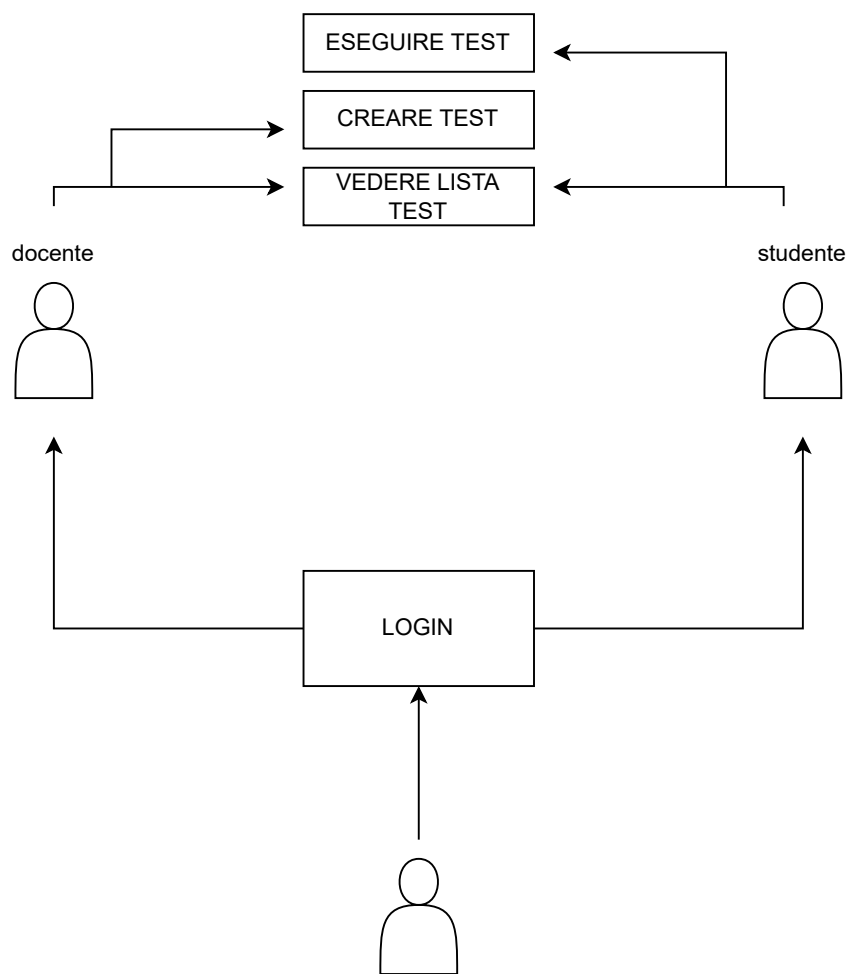 ESEGUIRE TEST
CREARE TEST
VEDERE LISTA
TEST
docente
studente
LOGIN